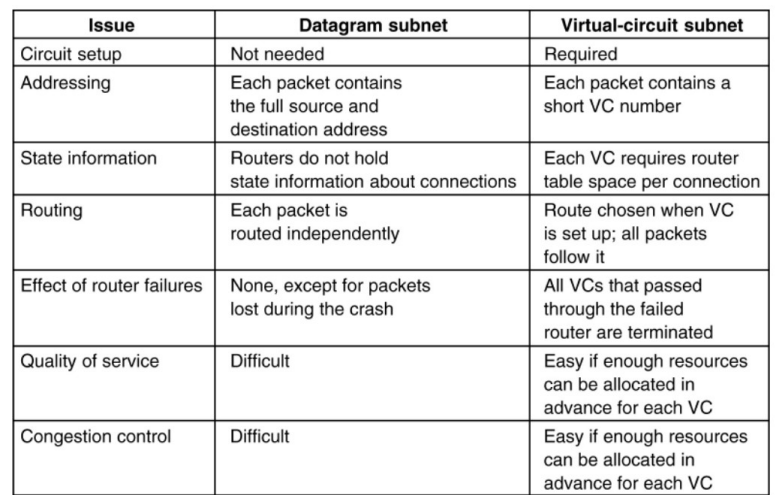 Issue Datagram subnet Virtual-circuit subnet
Circuit setup Not needed Required
Addressing Each packet contains Each packet contains a
the full source and short VC number
destination address
State information Routers do not hold Each VC requires router
state information about connections table space per connection
Routing Each packet is Route chosen when VC
routed independently is set up; all packets
follow it
Effect of router failures None, except for packets All VCs that passed
lost during the crash through the failed
router are terminated
Quality of service Difficult Easy if enough resources
can be allocated in
advance for each VC
Congestion control Difficult Easy if enough resources
can be allocated in
advance for each VC